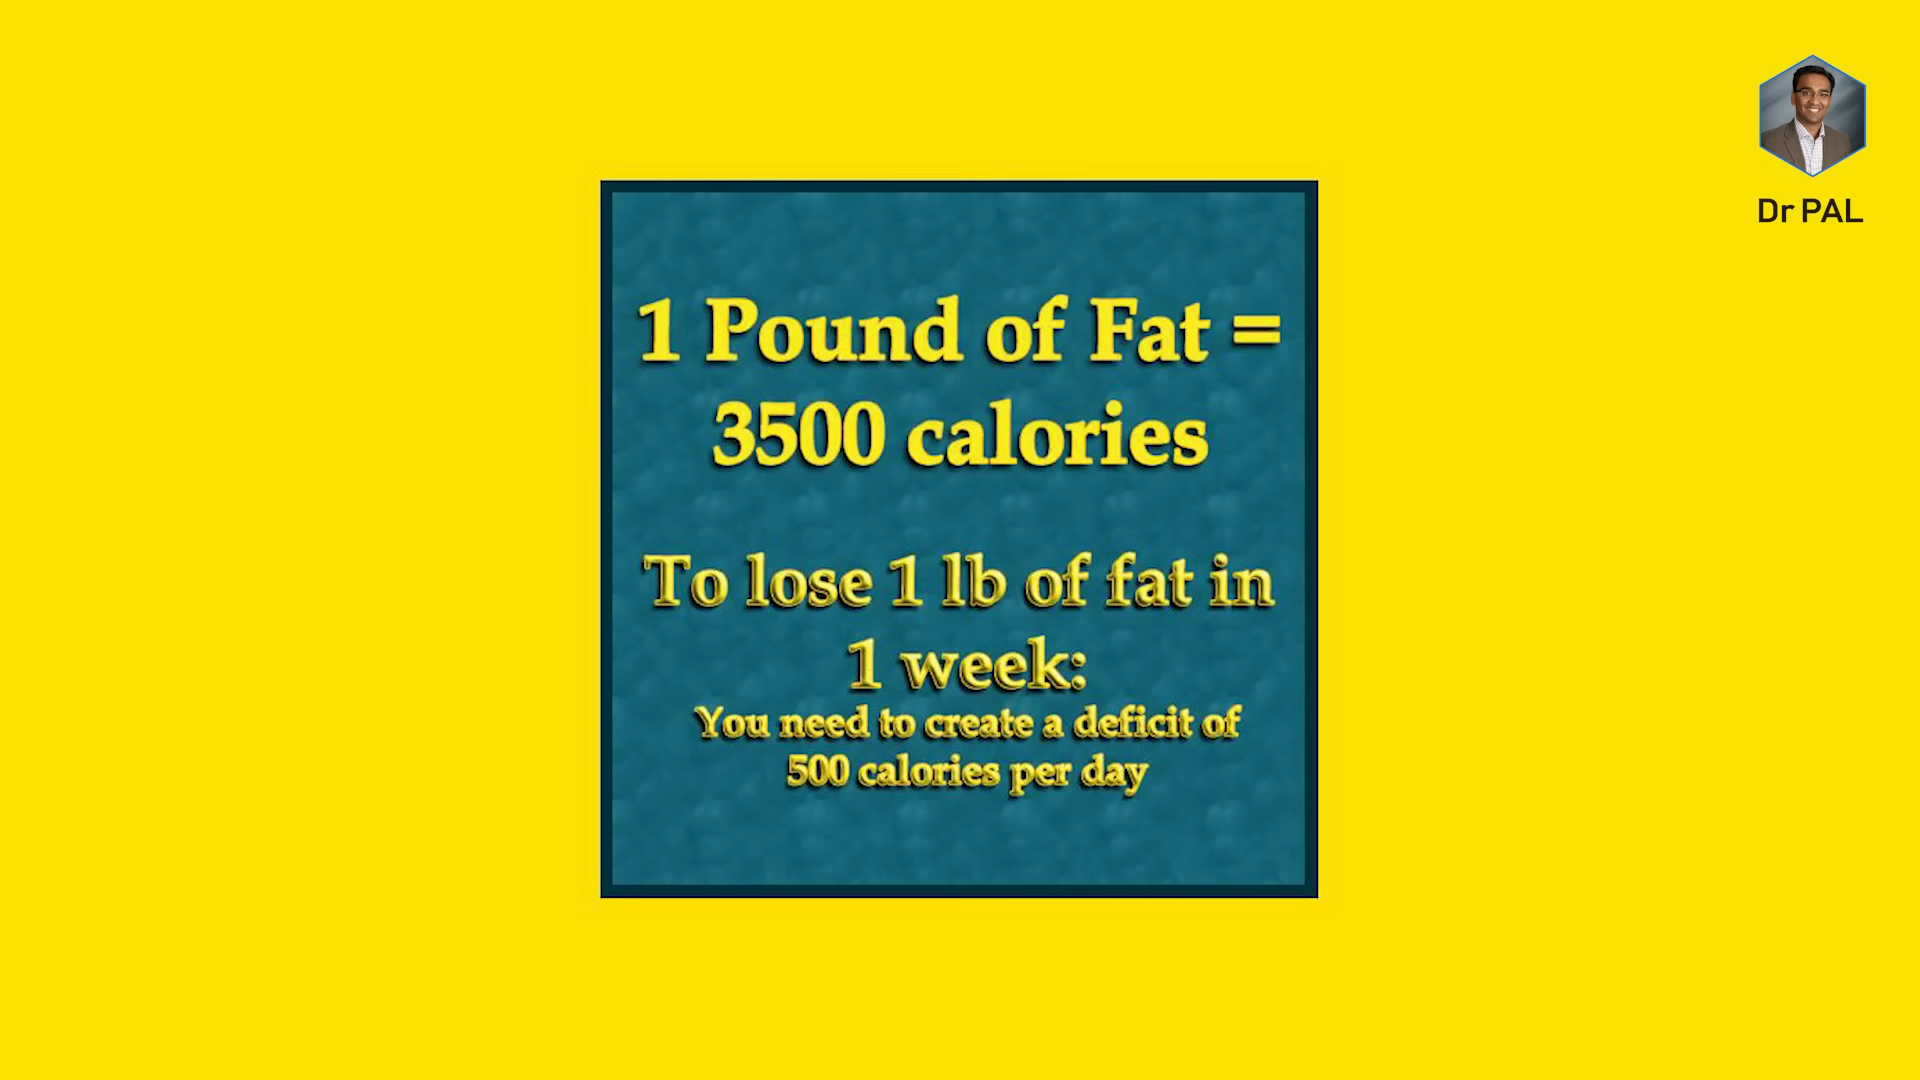 1 Pound of Fat =
3500 calories
To lose 1 lb of fat in
1 week:
You need to create a deficit of
500 calories per day
Dr PAL